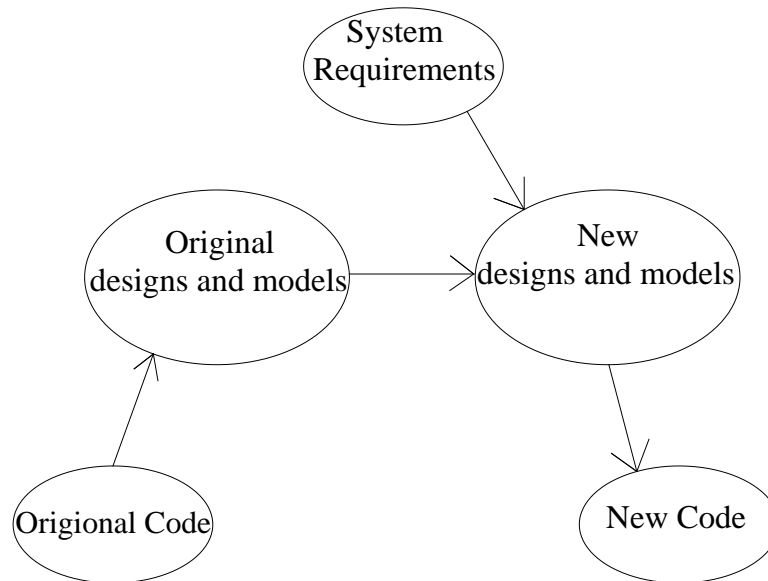 System
Requirements
Original
designs and models
New
designs and models
Origional Code
New Code